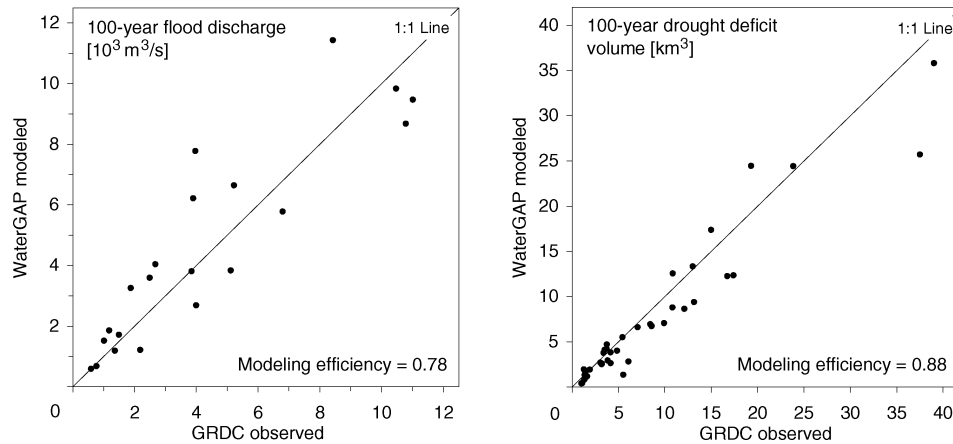 100-year flood discharge
[10³ m³/s]
1:1 Line
12
10
8
6
4
2
0
2
4
6
8
10
12
WaterGAP modeled
GRDC observed
Modeling efficiency = 0.78
100-year drought deficit
volume [km³]
1:1 Line
40
35
30
25
20
15
10
5
0
5
10
15
20
25
30
35
40
WaterGAP modeled
GRDC observed
Modeling efficiency = 0.88